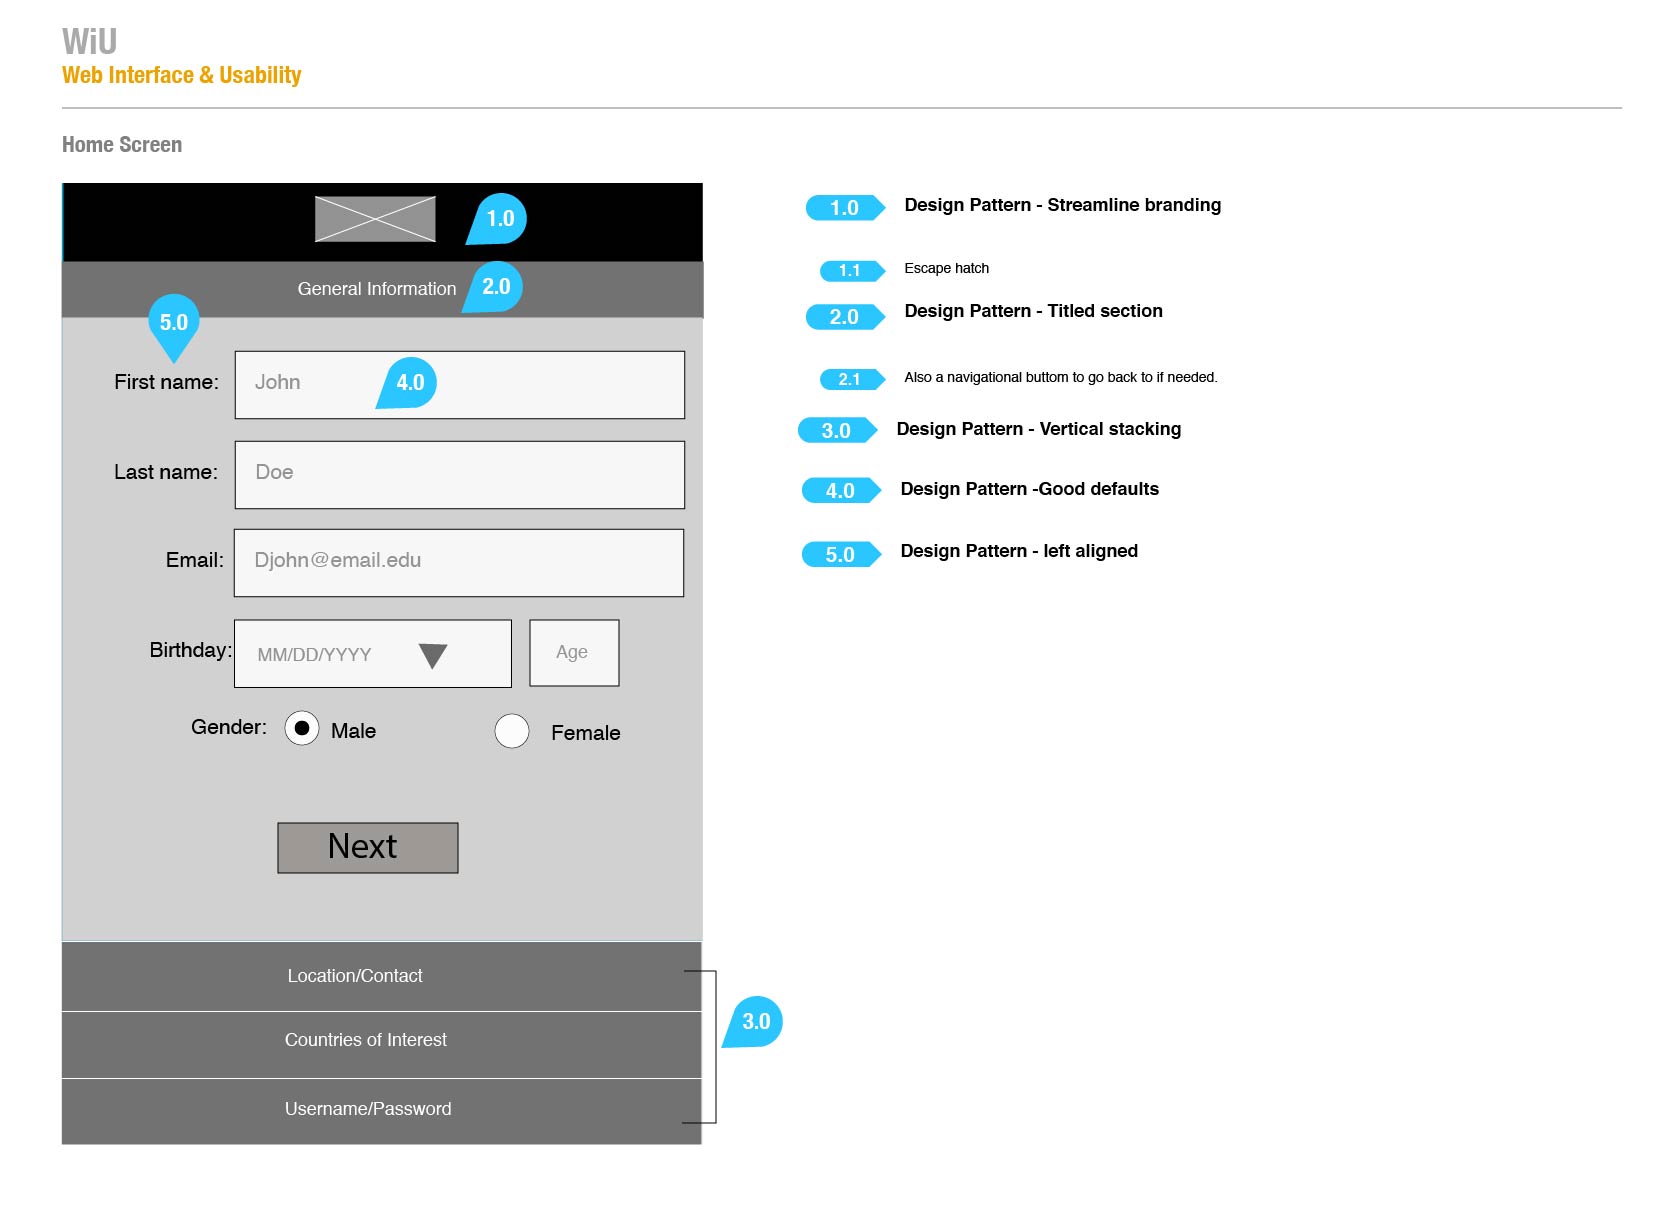 WiU
Web Interface & Usability
Home Screen
1.0
General Information
2.0
5.0
First name:
John
4.0
Last name:
Doe
Email:
Djohn@email.edu
Birthday:
MM/DD/YYYY
Age
Gender:
Male
Female
Next
Location/Contact
Countries of Interest
Username/Password
3.0
1.0 Design Pattern - Streamline branding
1.1 Escape hatch
2.0 Design Pattern - Titled section
2.1 Also a navigational buttom to go back to if needed.
3.0 Design Pattern - Vertical stacking
4.0 Design Pattern -Good defaults
5.0 Design Pattern - left aligned